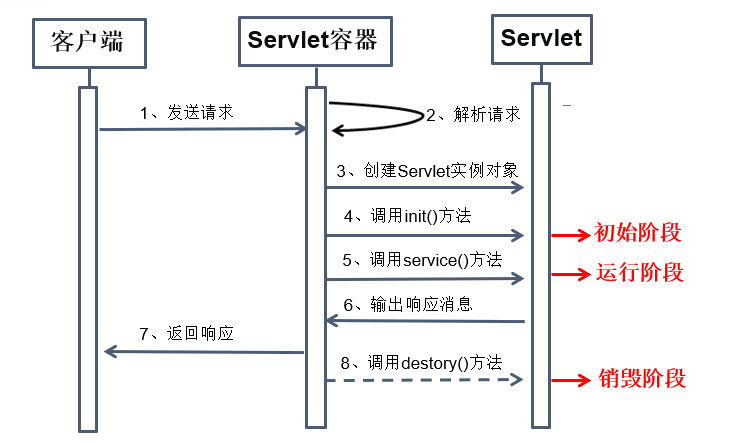 客户端
Servlet容器
Servlet
1、发送请求
2、解析请求
3、创建Servlet实例对象
4、调用init()方法
初始阶段
5、调用service()方法
运行阶段
6、输出响应消息
7、返回响应
8、调用destory()方法
销毁阶段